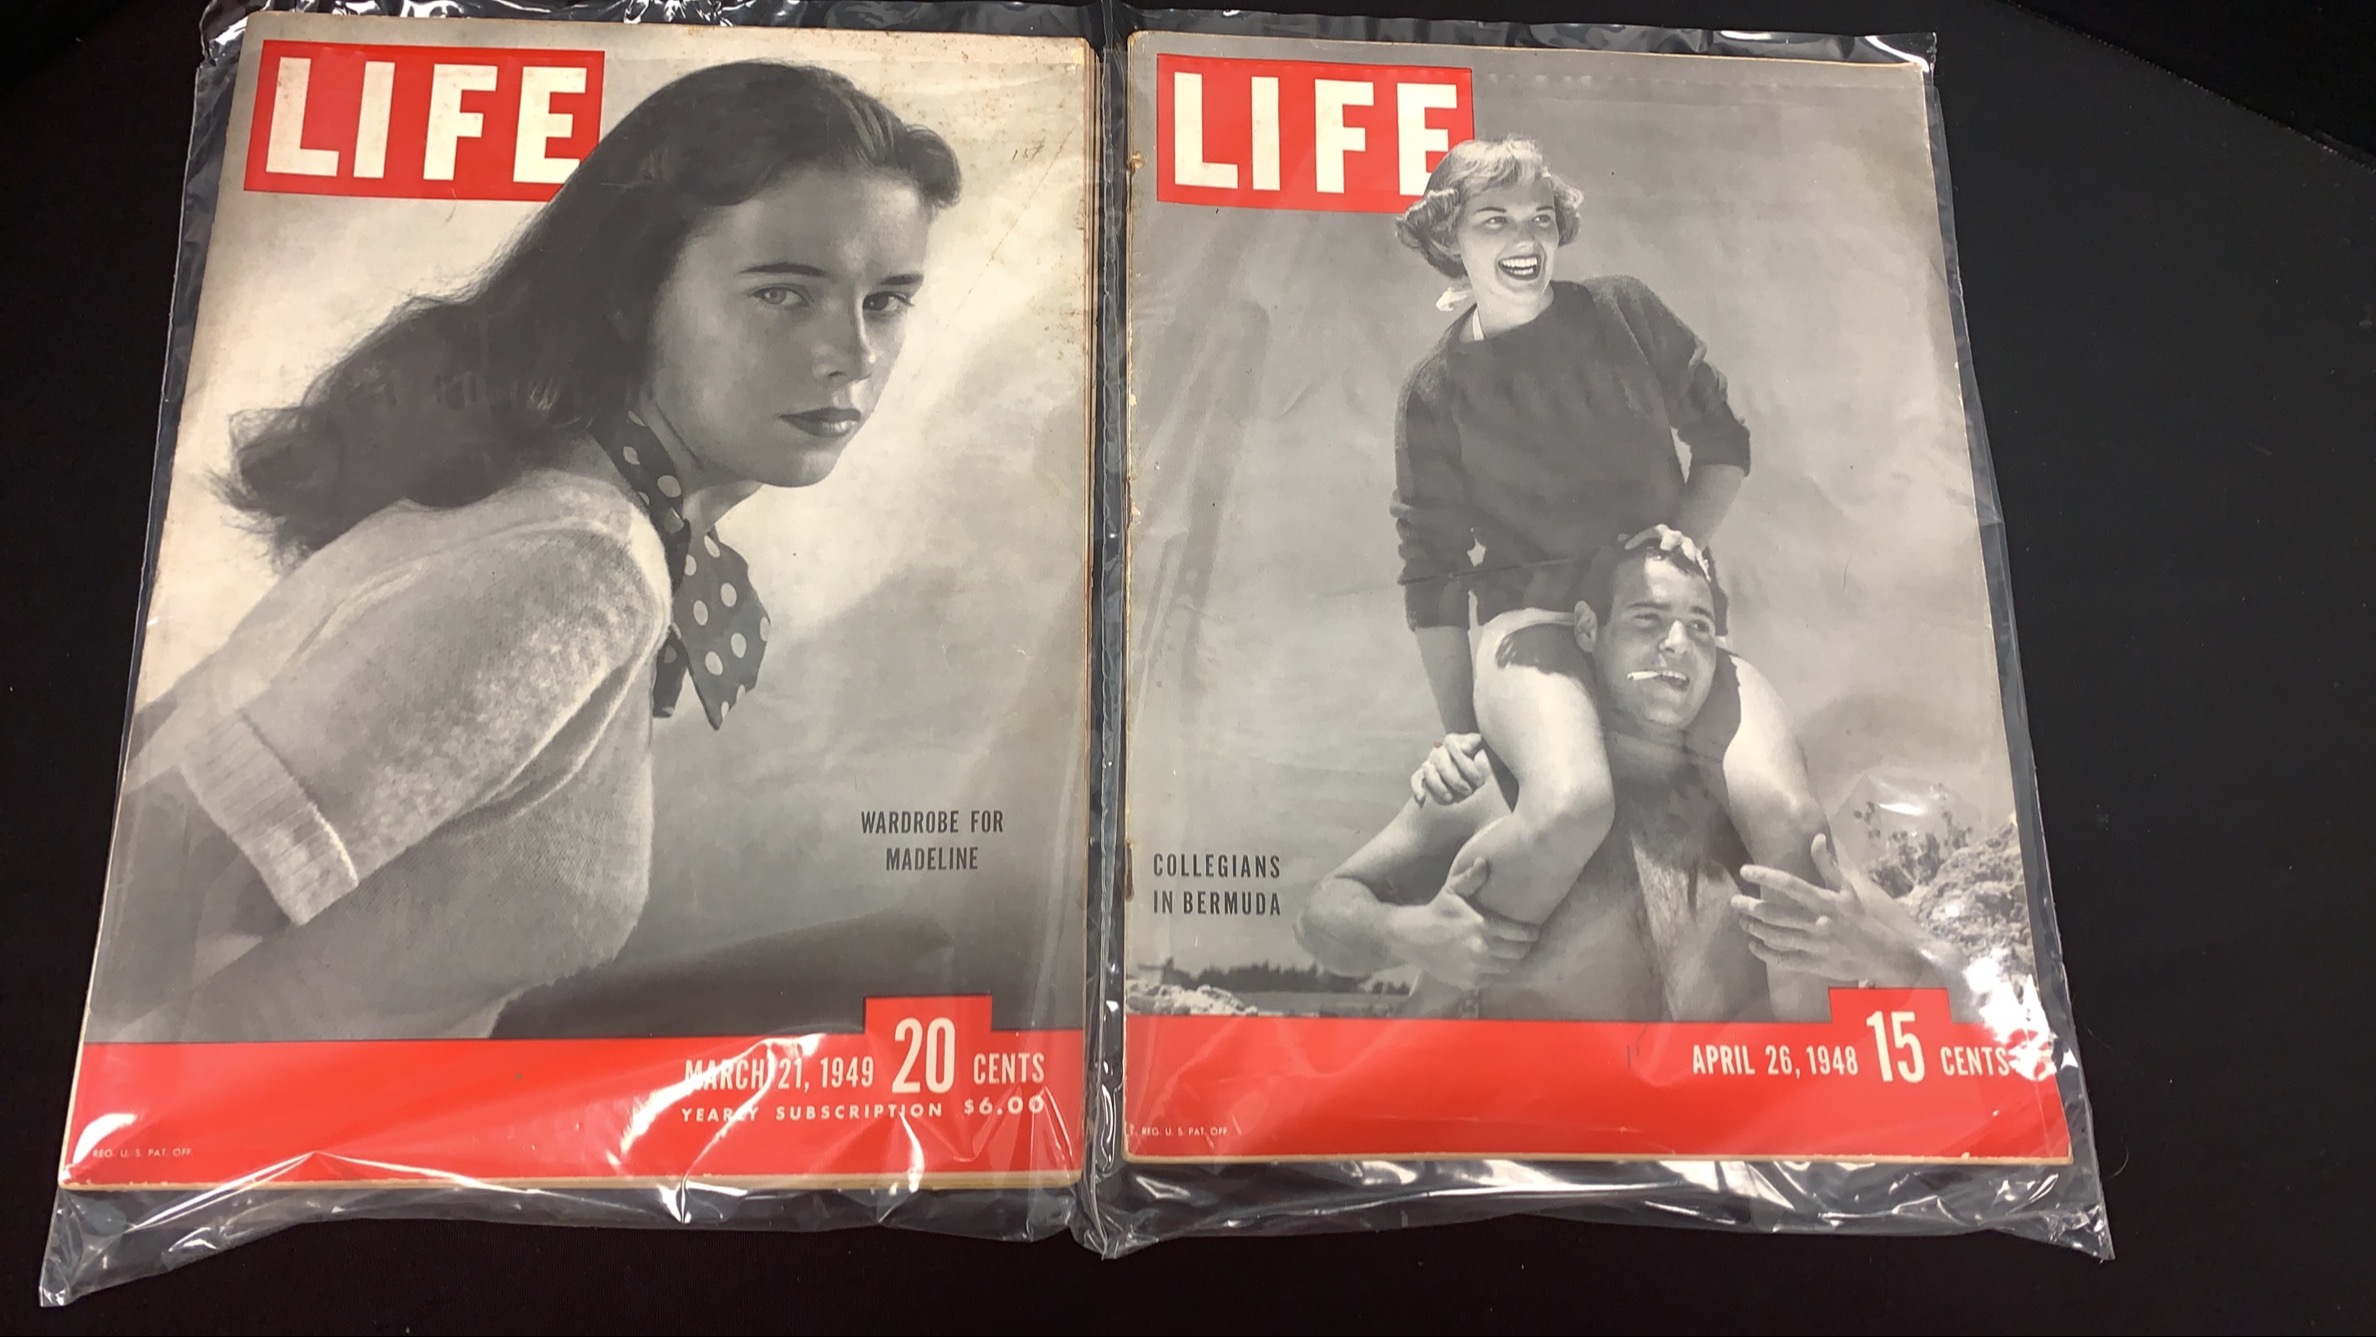 LIFE
WARDROBE FOR
MADELINE
MARCH 21, 1949 20 CENTS
YEARLY SUBSCRIPTION $6.00
REG. U. S. PAT. OFF.
LIFE
COLLEGIANS
IN BERMUDA
APRIL 26, 1948 15 CENTS
REG. U. S. PAT. OFF.